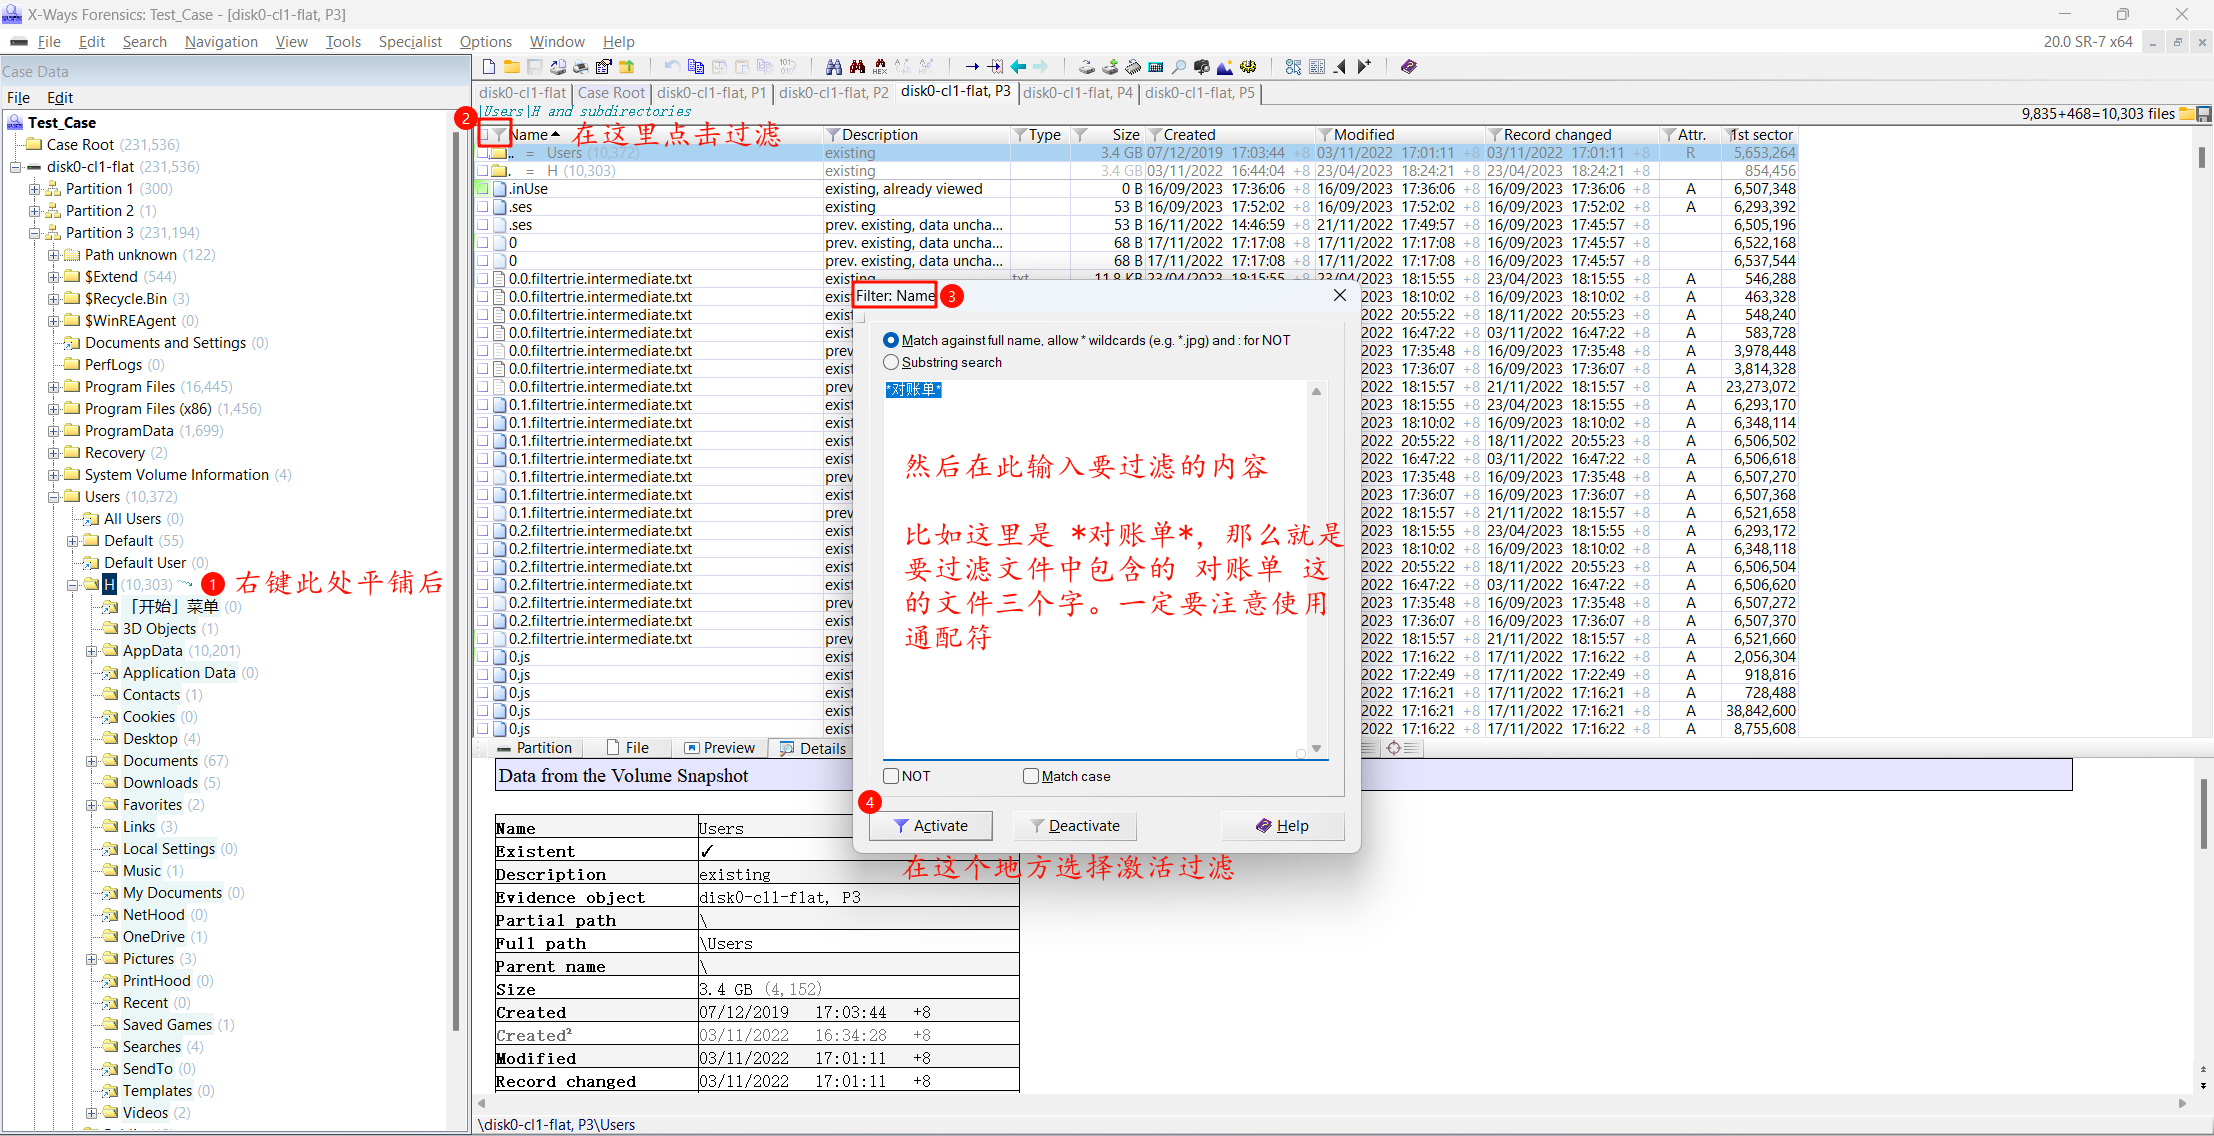 X-Ways Forensics: Test_Case - [disk0-cl1-flat, P3]
File Edit Search Navigation View Tools Specialist Options Window Help 20.0 SR-7 x64
Case Data
File Edit
Test_Case
Case Root (231,536)
disk0-cl1-flat (231,536)
Partition 1 (300)
Partition 2 (1)
Partition 3 (231,194)
Path unknown (122)
$Extend (544)
$Recycle.Bin (3)
$WinREAgent (0)
Documents and Settings (0)
PerfLogs (0)
Program Files (16,445)
Program Files (x86) (1,456)
ProgramData (1,699)
Recovery (2)
System Volume Information (4)
Users (10,372)
All Users (0)
Default (55)
Default User (0)
H (10,303) 1 右键此处平铺后
「开始」菜单 (0)
3D Objects (1)
AppData (10,201)
Application Data (0)
Contacts (1)
Cookies (0)
Desktop (4)
Documents (67)
Downloads (5)
Favorites (2)
Links (3)
Local Settings (0)
Music (1)
My Documents (0)
NetHood (0)
OneDrive (1)
Pictures (3)
PrintHood (0)
Recent (0)
Saved Games (1)
Searches (4)
SendTo (0)
Templates (0)
Videos (2)
disk0-cl1-flat Case Root disk0-cl1-flat, P1 disk0-cl1-flat, P2 disk0-cl1-flat, P3 disk0-cl1-flat, P4 disk0-cl1-flat, P5
\Users\H and subdirectories 9,835+468=10,303 files
2 Name 在这里点击过滤 Description Type Size Created Modified Record changed Attr. 1st sector
.. = Users (10,372) existing 3.4 GB 07/12/2019 17:03:44 +8 03/11/2022 17:01:11 +8 03/11/2022 17:01:11 +8 R 5,653,264
. = H (10,303) existing 3.4 GB 03/11/2022 16:44:04 +8 23/04/2023 18:24:21 +8 23/04/2023 18:24:21 +8 854,456
.inUse existing, already viewed 0 B 16/09/2023 17:36:06 +8 16/09/2023 17:36:06 +8 16/09/2023 17:36:06 +8 A 6,507,348
.ses existing 53 B 16/09/2023 17:52:02 +8 16/09/2023 17:52:02 +8 16/09/2023 17:52:02 +8 A 6,293,392
.ses prev. existing, data uncha... 53 B 16/11/2022 14:46:59 +8 21/11/2022 17:49:57 +8 16/09/2023 17:45:57 +8 6,505,196
0 prev. existing, data uncha... 68 B 17/11/2022 17:17:08 +8 17/11/2022 17:17:08 +8 16/09/2023 17:45:57 +8 6,522,168
0 prev. existing, data uncha... 68 B 17/11/2022 17:17:08 +8 17/11/2022 17:17:08 +8 16/09/2023 17:45:57 +8 6,537,544
0.0.filtertrie.intermediate.txt existing txt 11.8 KB 23/04/2023 18:15:55 +8 23/04/2023 18:15:55 +8 23/04/2023 18:15:55 +8 A 546,288
0.0.filtertrie.intermediate.txt exist 2023 18:10:02 +8 16/09/2023 18:10:02 +8 A 463,328
0.0.filtertrie.intermediate.txt exist 2022 20:55:22 +8 18/11/2022 20:55:23 +8 A 548,240
0.0.filtertrie.intermediate.txt exist 2022 16:47:22 +8 03/11/2022 16:47:22 +8 A 583,728
0.0.filtertrie.intermediate.txt prev 2023 17:35:48 +8 16/09/2023 17:35:48 +8 A 3,978,448
0.0.filtertrie.intermediate.txt exist 2023 17:36:07 +8 16/09/2023 17:36:07 +8 A 3,814,328
0.0.filtertrie.intermediate.txt prev 2022 18:15:57 +8 21/11/2022 18:15:57 +8 A 23,273,072
0.1.filtertrie.intermediate.txt exist 2023 18:15:55 +8 23/04/2023 18:15:55 +8 A 6,293,170
0.1.filtertrie.intermediate.txt exist 2023 18:10:02 +8 16/09/2023 18:10:02 +8 A 6,348,114
0.1.filtertrie.intermediate.txt exist 2022 20:55:22 +8 18/11/2022 20:55:23 +8 A 6,506,502
0.1.filtertrie.intermediate.txt exist 2022 16:47:22 +8 03/11/2022 16:47:22 +8 A 6,506,618
0.1.filtertrie.intermediate.txt prev 2023 17:35:48 +8 16/09/2023 17:35:48 +8 A 6,507,270
0.1.filtertrie.intermediate.txt exist 2023 17:36:07 +8 16/09/2023 17:36:07 +8 A 6,507,368
0.1.filtertrie.intermediate.txt prev 2022 18:15:57 +8 21/11/2022 18:15:57 +8 A 6,521,658
0.2.filtertrie.intermediate.txt exist 2023 18:15:55 +8 23/04/2023 18:15:55 +8 A 6,293,172
0.2.filtertrie.intermediate.txt exist 2023 18:10:02 +8 16/09/2023 18:10:02 +8 A 6,348,118
0.2.filtertrie.intermediate.txt exist 2022 20:55:22 +8 18/11/2022 20:55:23 +8 A 6,506,504
0.2.filtertrie.intermediate.txt exist 2022 16:47:22 +8 03/11/2022 16:47:22 +8 A 6,506,620
0.2.filtertrie.intermediate.txt prev 2023 17:35:48 +8 16/09/2023 17:35:48 +8 A 6,507,272
0.2.filtertrie.intermediate.txt exist 2023 17:36:07 +8 16/09/2023 17:36:07 +8 A 6,507,370
0.2.filtertrie.intermediate.txt prev 2022 18:15:57 +8 21/11/2022 18:15:57 +8 A 6,521,660
0.js exist 2022 17:16:22 +8 17/11/2022 17:16:22 +8 A 2,056,304
0.js exist 2022 17:22:49 +8 17/11/2022 17:22:49 +8 A 918,816
0.js exist 2022 17:16:21 +8 17/11/2022 17:16:21 +8 A 728,488
0.js exist 2022 17:16:21 +8 17/11/2022 17:16:21 +8 A 38,842,600
0.js exist 2022 17:16:22 +8 17/11/2022 17:16:22 +8 A 8,755,608
Filter: Name 3
Match against full name, allow * wildcards (e.g. *.jpg) and : for NOT
Substring search
*对账单*
然后在此输入要过滤的内容
比如这里是 *对账单*，那么就是
要过滤文件中包含的 对账单 这
的文件三个字。一定要注意使用
通配符
NOT Match case
4
Activate Deactivate Help
在这个地方选择激活过滤
Partition File Preview Details
Data from the Volume Snapshot
Name Users
Existent ✓
Description existing
Evidence object disk0-cl1-flat, P3
Partial path \
Full path \Users
Parent name \
Size 3.4 GB (4,152)
Created 07/12/2019 17:03:44 +8
Created² 03/11/2022 16:34:28 +8
Modified 03/11/2022 17:01:11 +8
Record changed 03/11/2022 17:01:11 +8
\disk0-cl1-flat, P3\Users